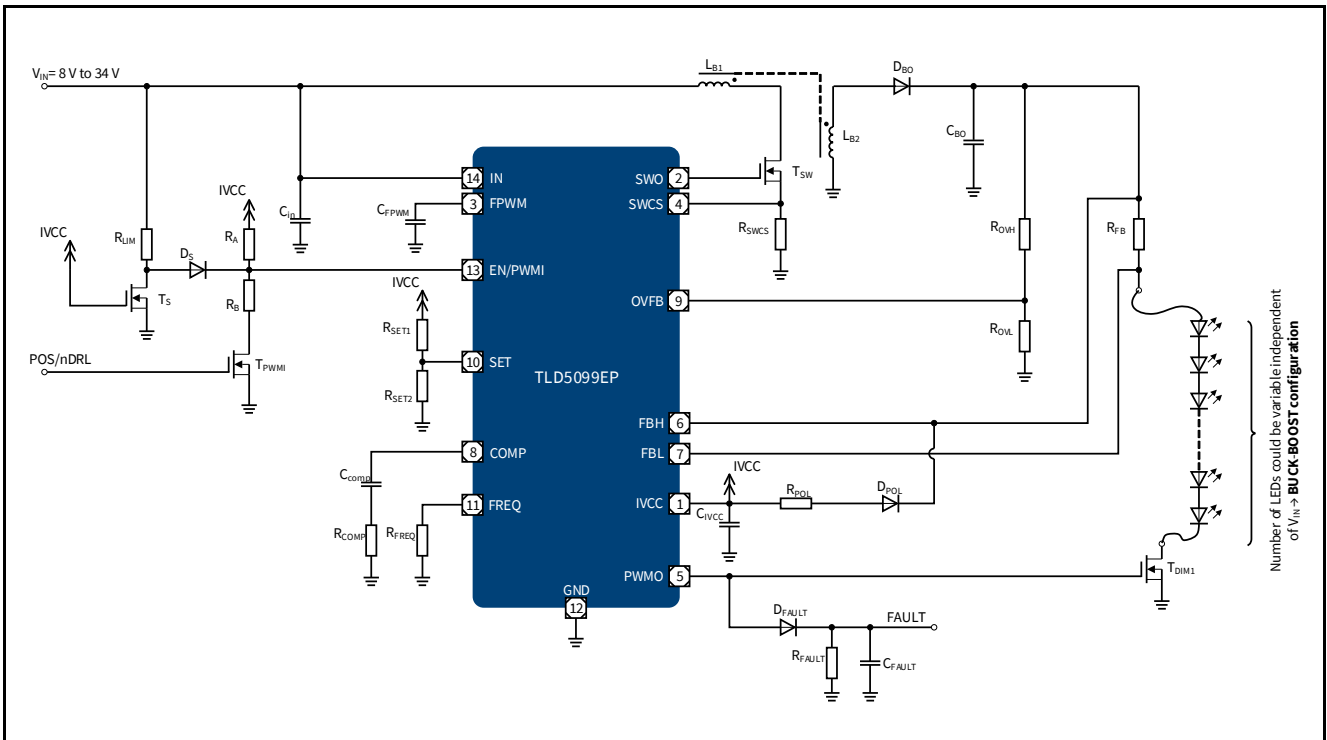 V_IN = 8 V to 34 V
L_B1
D_BO
L_B2
C_BO
T_SW
IVCC
IVCC
R_LIM
D_S
R_A
R_B
T_S
C_in
C_FPWM
POS/nDRL
T_PWMI
IVCC
R_SET1
R_SET2
C_comp
R_COMP
R_FREQ
14 IN
3 FPWM
13 EN/PWMI
10 SET
8 COMP
11 FREQ
GND
12
TLD5099EP
SWO 2
SWCS 4
OVFB 9
FBH 6
FBL 7
IVCC 1
PWMO 5
R_SWCS
R_OVH
R_OVL
R_FB
IVCC
C_IVCC
R_POL
D_POL
D_FAULT
FAULT
R_FAULT
C_FAULT
T_DIM1
Number of LEDs could be variable independent
of V_IN → BUCK-BOOST configuration